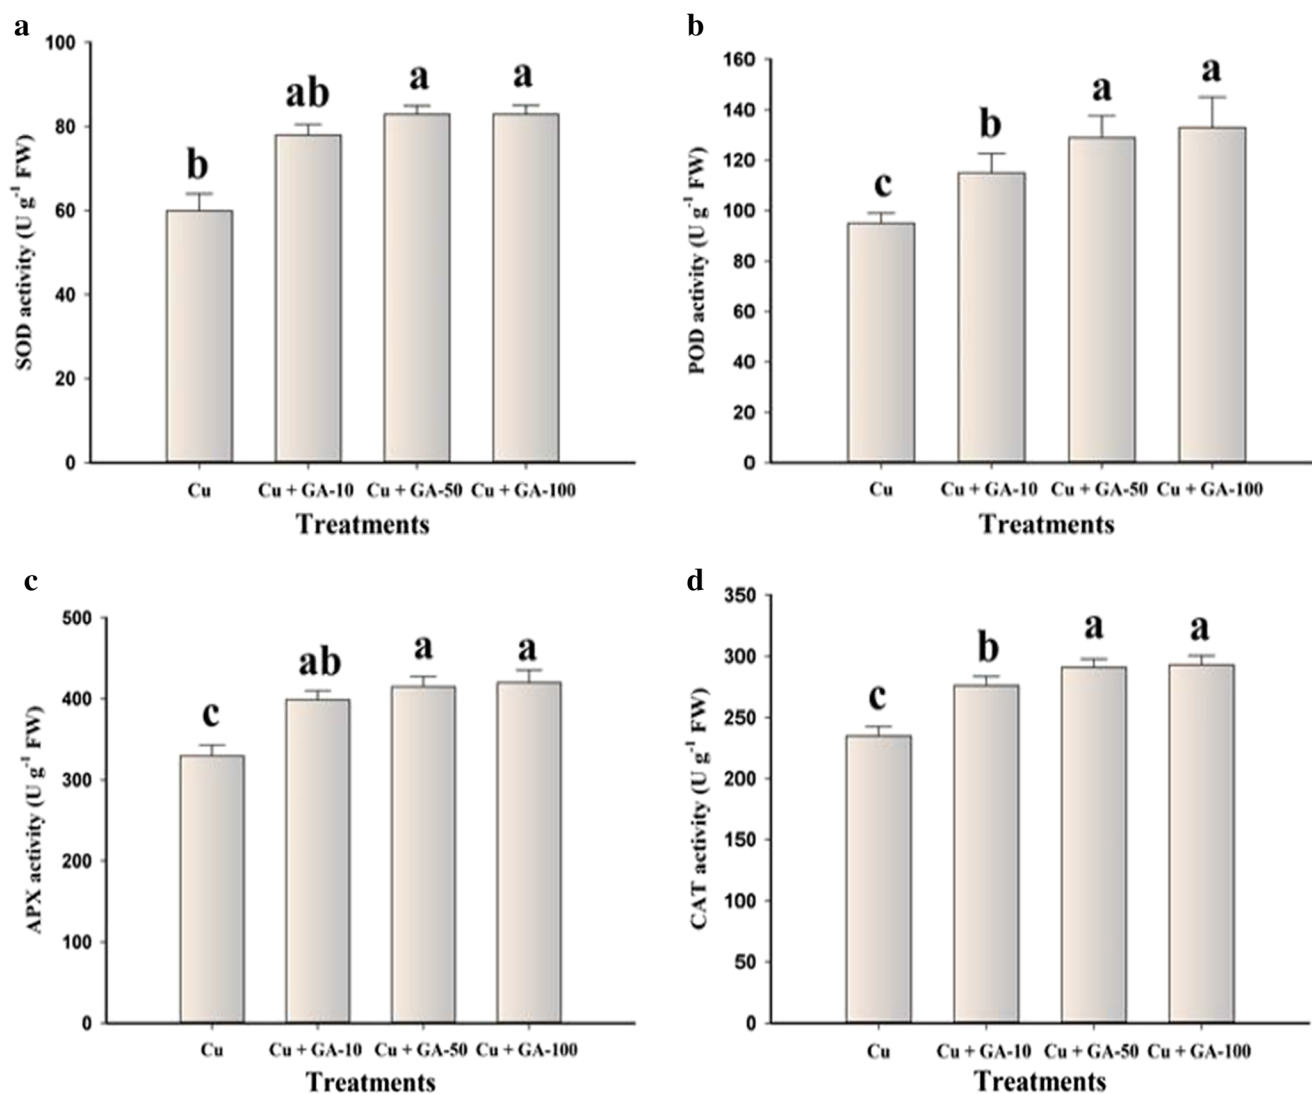 a
SOD activity (U g-1 FW)
100
80
60
40
20
0
b
ab
a
a
Cu
Cu + GA-10
Cu + GA-50
Cu + GA-100
Treatments
b
POD activity (U g-1 FW)
160
140
120
100
80
60
40
20
0
c
b
a
a
Cu
Cu + GA-10
Cu + GA-50
Cu + GA-100
Treatments
c
APX activity (U g-1 FW)
500
400
300
200
100
0
c
ab
a
a
Cu
Cu + GA-10
Cu + GA-50
Cu + GA-100
Treatments
d
CAT activity (U g-1 FW)
350
300
250
200
150
100
50
0
c
b
a
a
Cu
Cu + GA-10
Cu + GA-50
Cu + GA-100
Treatments